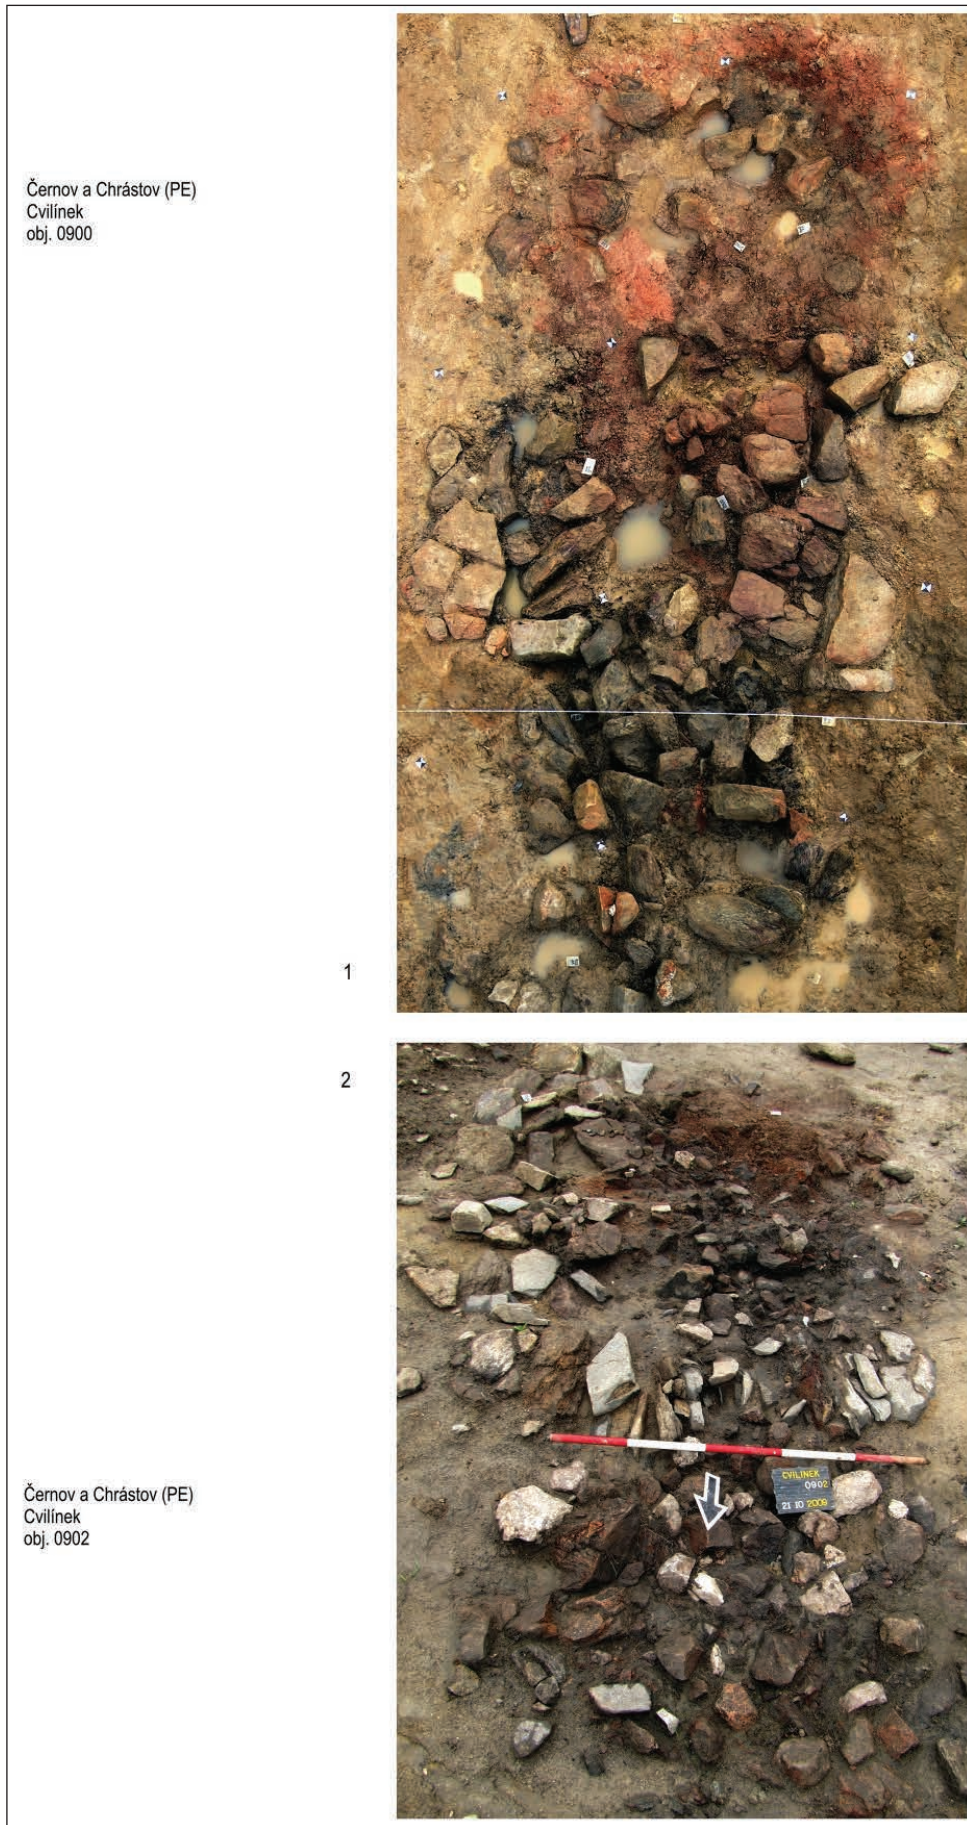 Černov a Chrástov (PE)
Cvilínek
obj. 0900
1
2
CVILÍNEK
0902
21 10 2009
Černov a Chrástov (PE)
Cvilínek
obj. 0902